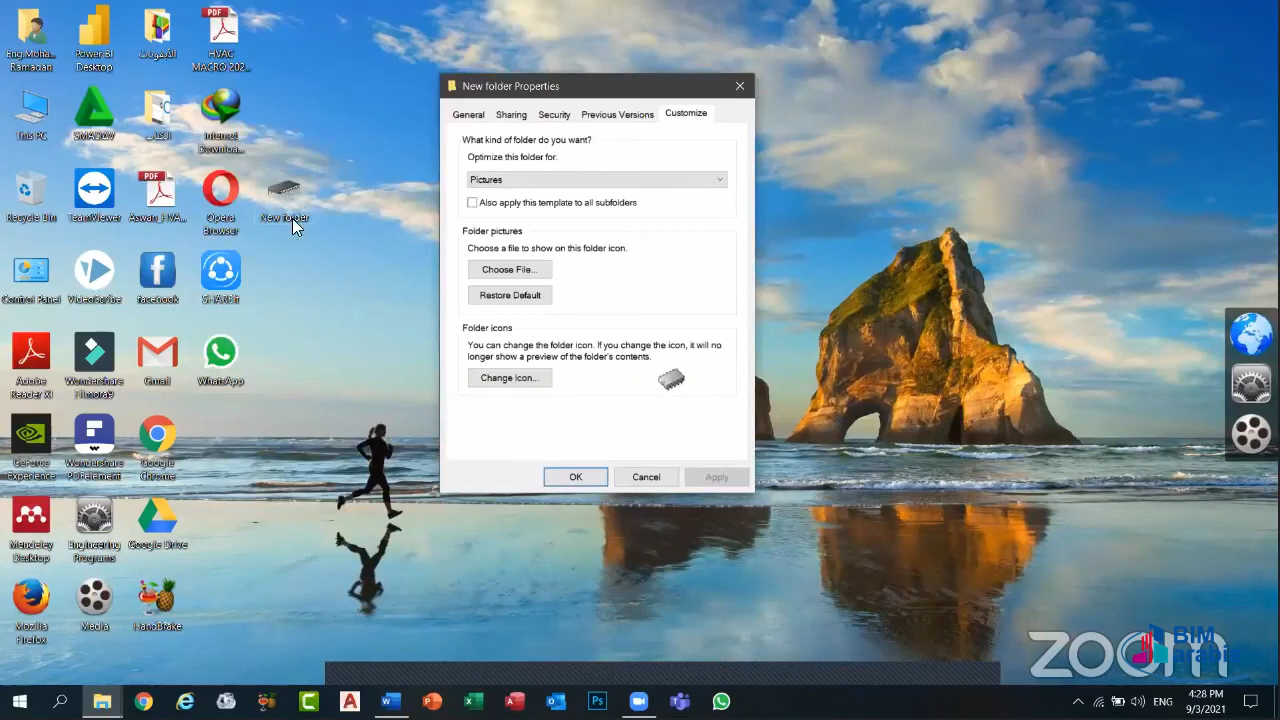 Eng.Moha...
Ramadan
Power BI
Desktop
الأدوات
HVAC
MACRO 202...
This PC
SMADAV
Internet
Downloa...
Recycle Bin
TeamViewer
Aswan_HVA...
Opera
Browser
New folder
Control Panel
VideoScribe
facebook
SHAREit
Adobe
Reader XI
Wondershare
Filmora9
Gmail
WhatsApp
GeForce
Experience
Wondershare
PDFelement
Google
Chrome
Mendeley
Desktop
Engineering
Programs
Google Drive
Mozilla
Firefox
Media
HandBrake
New folder Properties
General
Sharing
Security
Previous Versions
Customize
What kind of folder do you want?
Optimize this folder for:
Pictures
Also apply this template to all subfolders
Folder pictures
Choose a file to show on this folder icon.
Choose File...
Restore Default
Folder icons
You can change the folder icon. If you change the icon, it will no
longer show a preview of the folder's contents.
Change Icon...
OK
Cancel
Apply
zoom
BIM
arabia
ENG
4:28 PM
9/3/2021